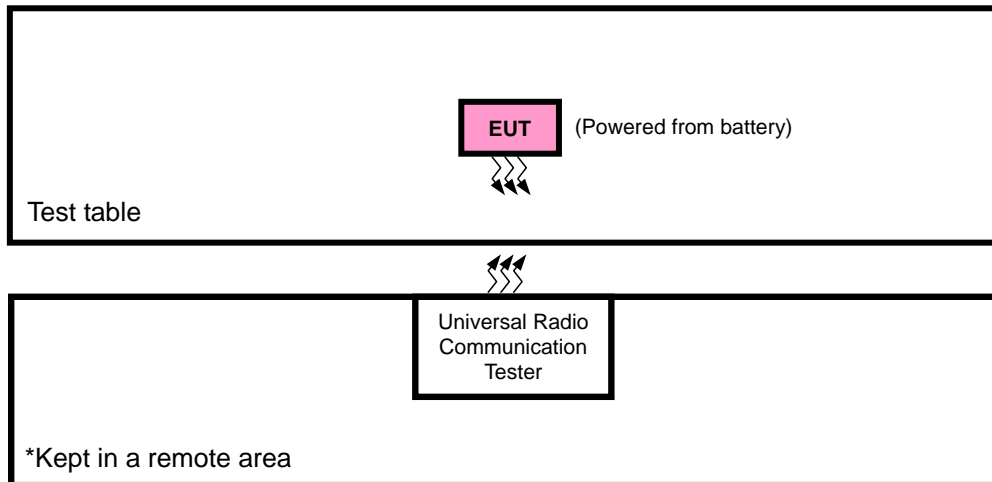 EUT
(Powered from battery)
Test table
Universal Radio
Communication
Tester
*Kept in a remote area